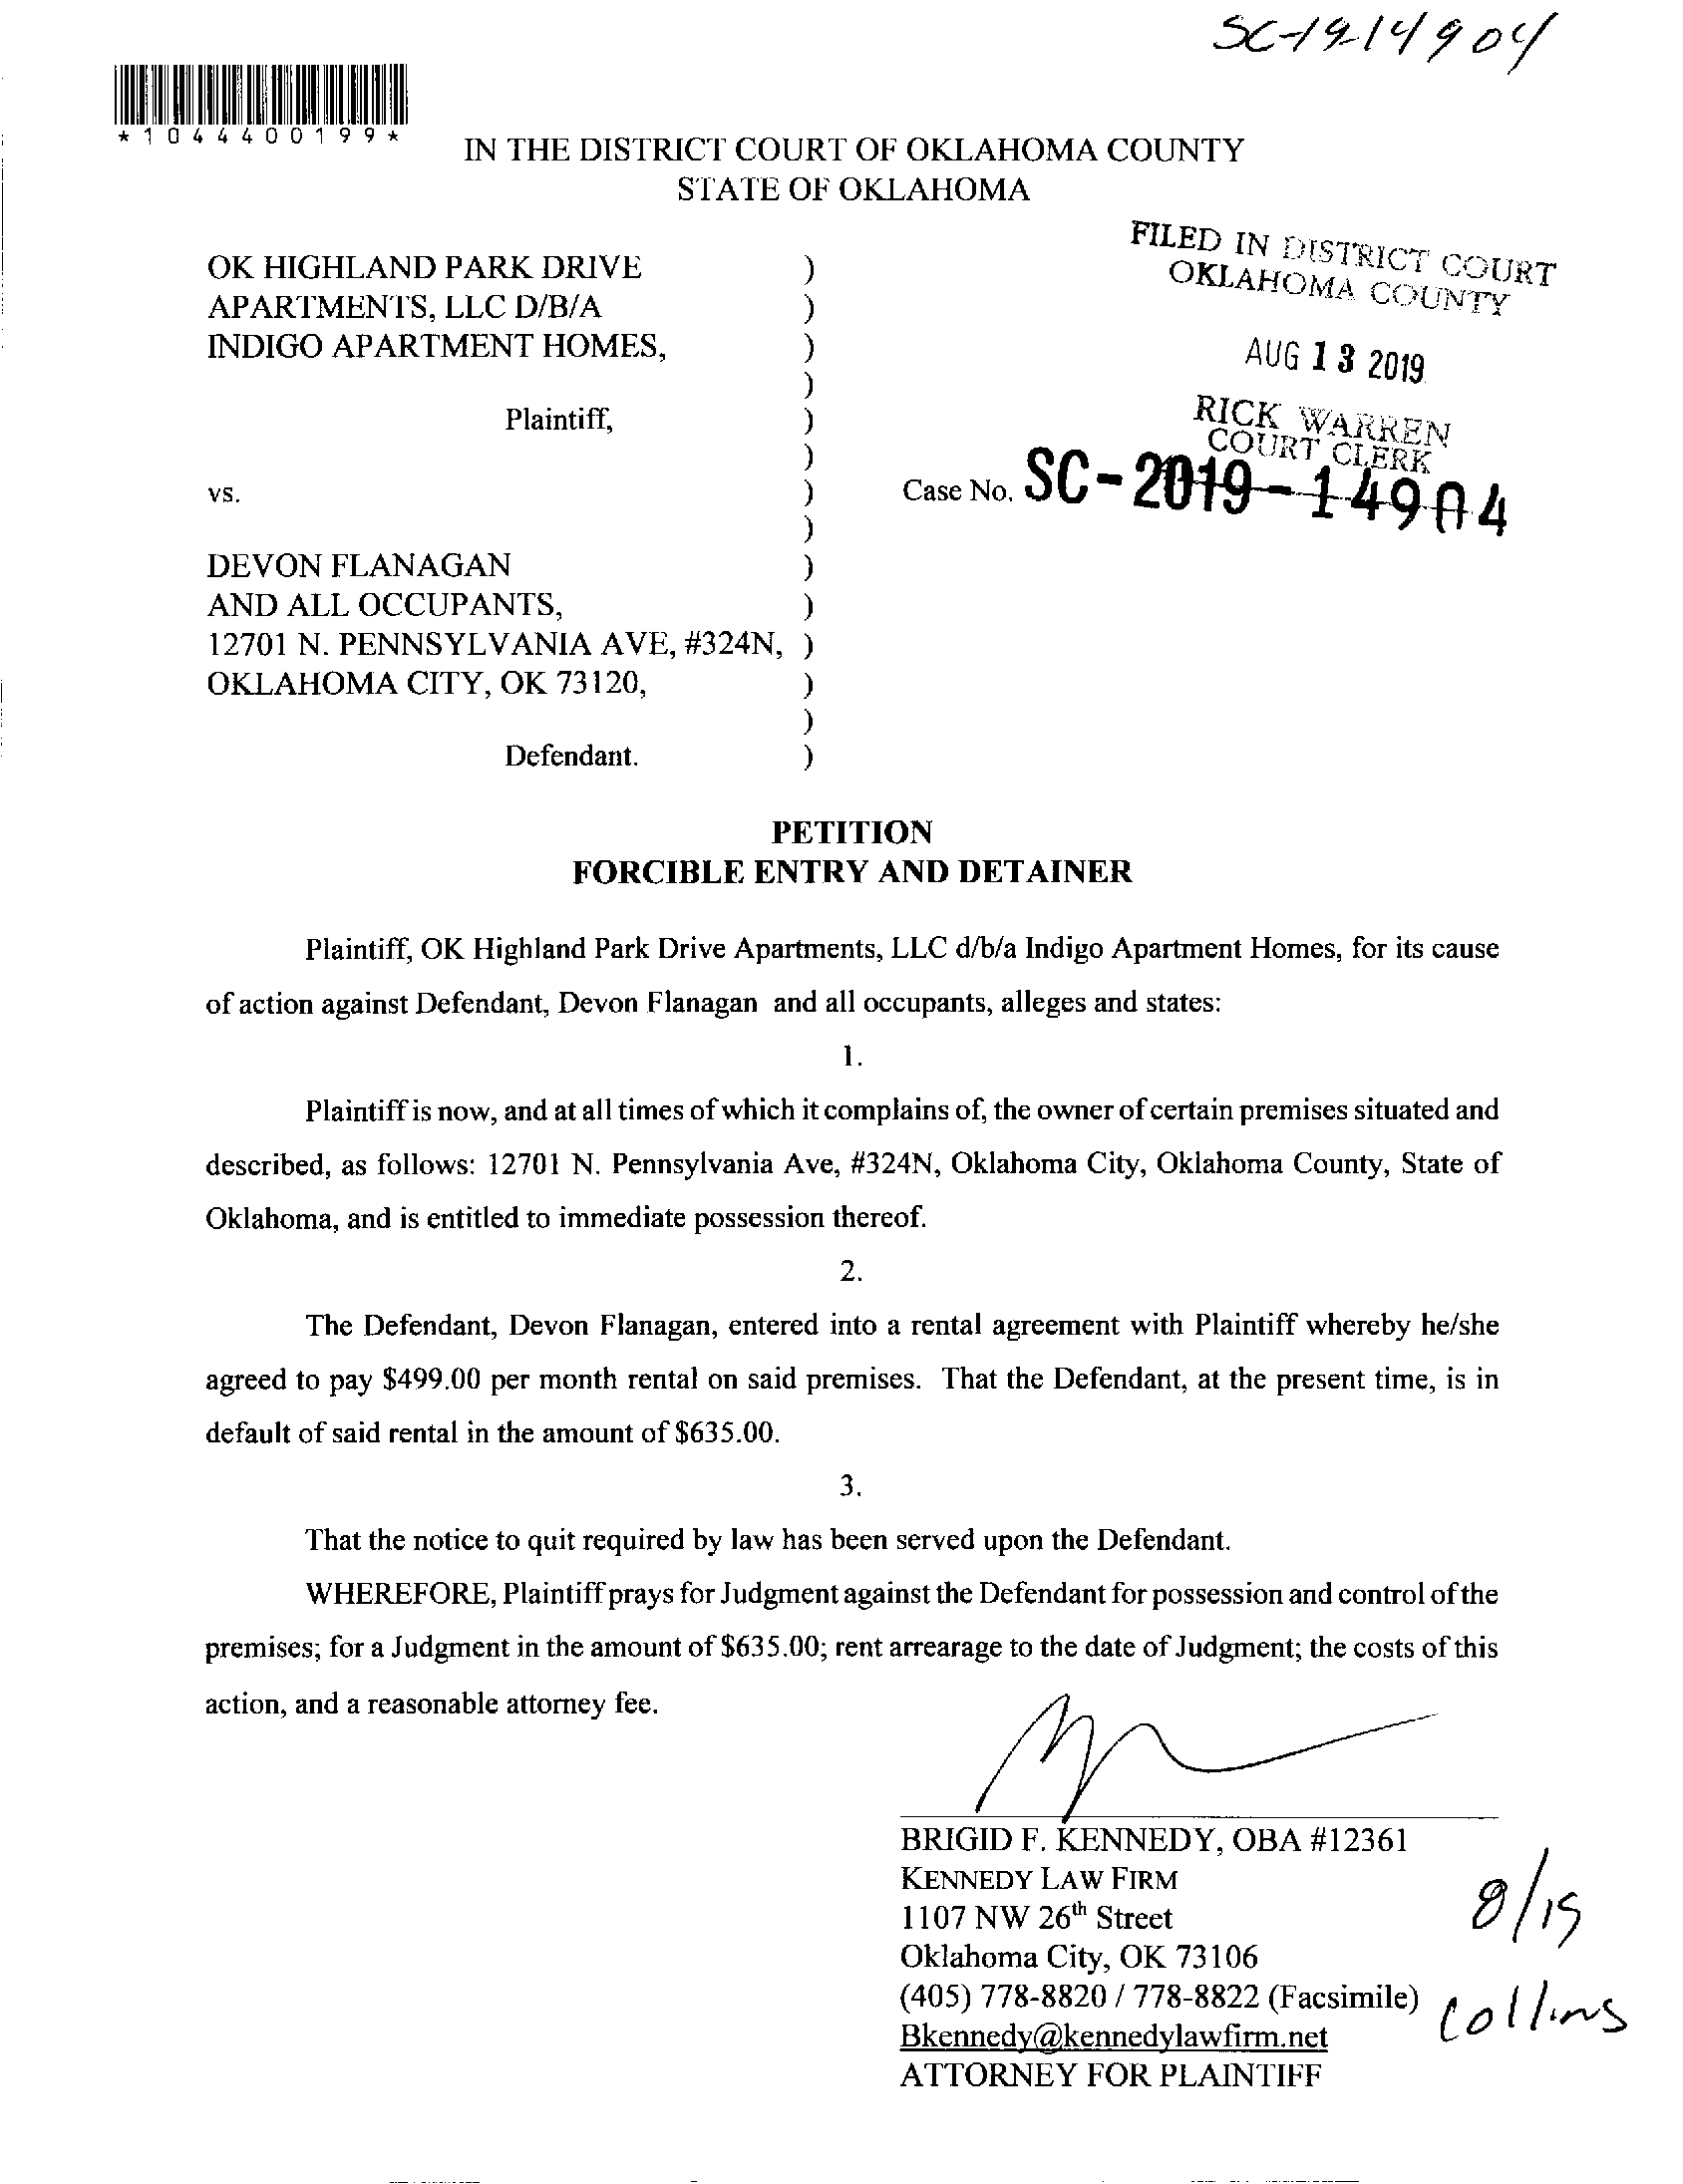 SC-19-14904
*1044400199*
IN THE DISTRICT COURT OF OKLAHOMA COUNTY
STATE OF OKLAHOMA
FILED IN DISTRICT COURT
OKLAHOMA COUNTY
AUG 13 2019
RICK WARREN
COURT CLERK
OK HIGHLAND PARK DRIVE )
APARTMENTS, LLC D/B/A )
INDIGO APARTMENT HOMES, )
)
Plaintiff, )
)
vs. ) Case No. SC-2019-14904
)
DEVON FLANAGAN )
AND ALL OCCUPANTS, )
12701 N. PENNSYLVANIA AVE, #324N, )
OKLAHOMA CITY, OK 73120, )
)
Defendant. )
PETITION
FORCIBLE ENTRY AND DETAINER
Plaintiff, OK Highland Park Drive Apartments, LLC d/b/a Indigo Apartment Homes, for its cause
of action against Defendant, Devon Flanagan and all occupants, alleges and states:
1.
Plaintiff is now, and at all times of which it complains of, the owner of certain premises situated and
described, as follows: 12701 N. Pennsylvania Ave, #324N, Oklahoma City, Oklahoma County, State of
Oklahoma, and is entitled to immediate possession thereof.
2.
The Defendant, Devon Flanagan, entered into a rental agreement with Plaintiff whereby he/she
agreed to pay $499.00 per month rental on said premises. That the Defendant, at the present time, is in
default of said rental in the amount of $635.00.
3.
That the notice to quit required by law has been served upon the Defendant.
WHEREFORE, Plaintiff prays for Judgment against the Defendant for possession and control of the
premises; for a Judgment in the amount of $635.00; rent arrearage to the date of Judgment; the costs of this
action, and a reasonable attorney fee.
BRIGID F. KENNEDY, OBA #12361
KENNEDY LAW FIRM
1107 NW 26th Street
Oklahoma City, OK 73106
(405) 778-8820 / 778-8822 (Facsimile)
Bkennedy@kennedylawfirm.net
ATTORNEY FOR PLAINTIFF
8/15
Collins